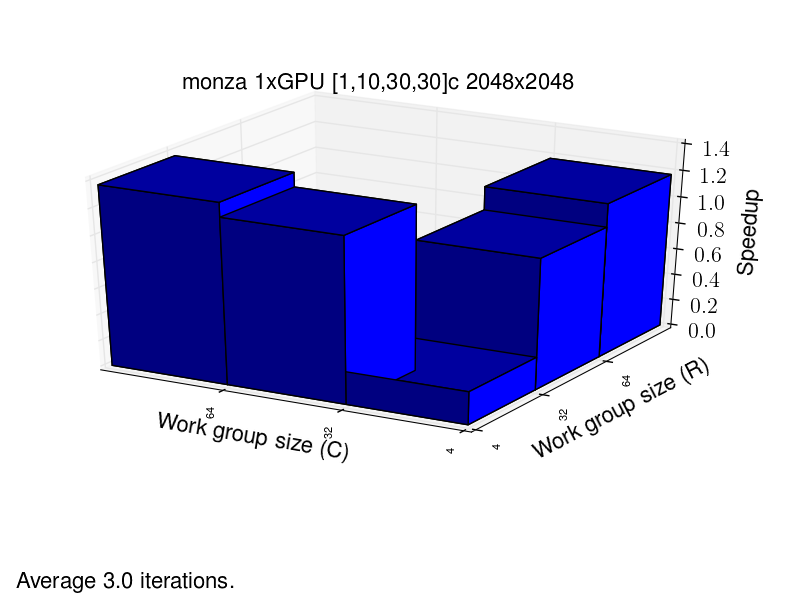 monza 1xGPU [1,10,30,30]c 2048x2048
1.4
1.2
1.0
0.8
0.6
0.4
0.2
0.0
Speedup
64
32
4
Work group size (C)
4
32
64
Work group size (R)
Average 3.0 iterations.